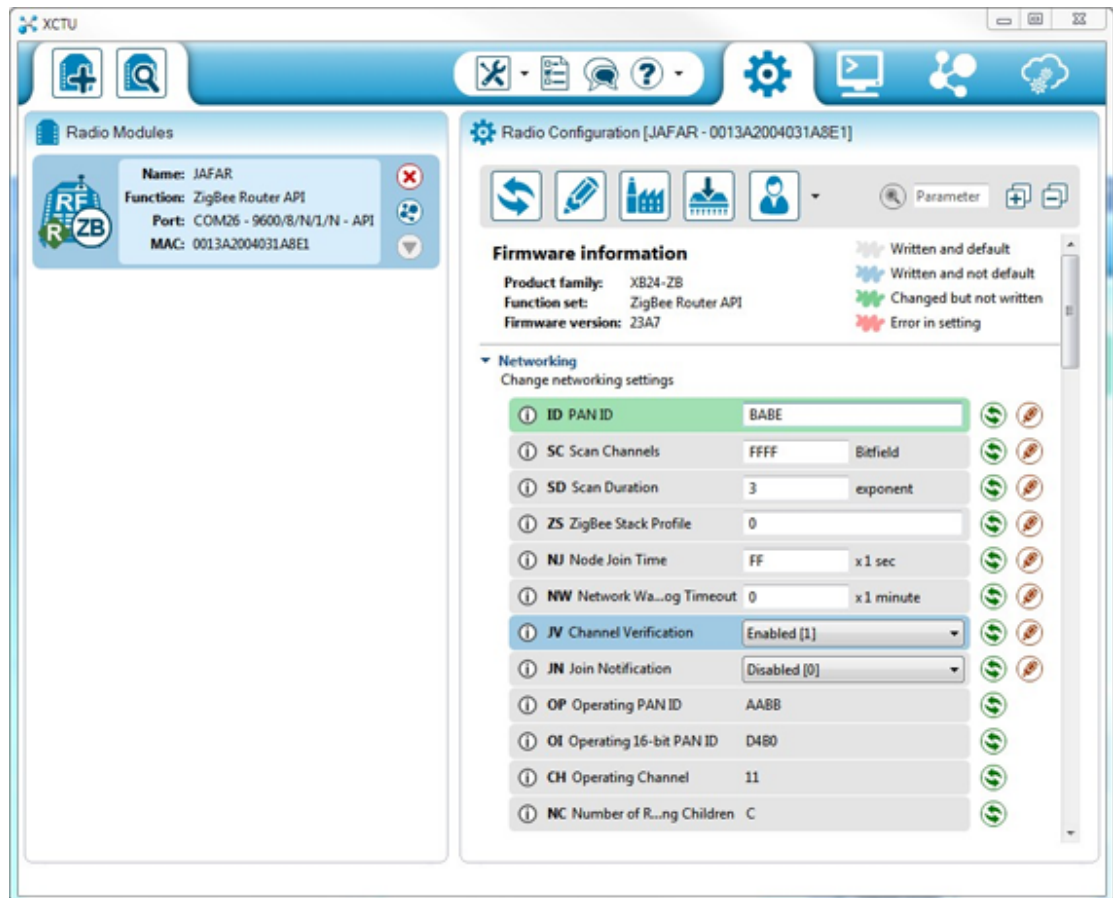 XCTU
Radio Modules
Name: JAFAR
Function: ZigBee Router API
Port: COM26 - 9600/8/N/1/N - API
MAC: 0013A2004031A8E1
RF
R ZB
Radio Configuration [JAFAR - 0013A2004031A8E1]
Parameter
Firmware information
Product family: XB24-ZB
Function set: ZigBee Router API
Firmware version: 23A7
Written and default
Written and not default
Changed but not written
Error in setting
Networking
Change networking settings
ID PAN ID BABE
SC Scan Channels FFFF Bitfield
SD Scan Duration 3 exponent
ZS ZigBee Stack Profile 0
NJ Node Join Time FF x 1 sec
NW Network Wa...og Timeout 0 x 1 minute
JV Channel Verification Enabled [1]
JN Join Notification Disabled [0]
OP Operating PAN ID AABB
OI Operating 16-bit PAN ID D4B0
CH Operating Channel 11
NC Number of R...ng Children C